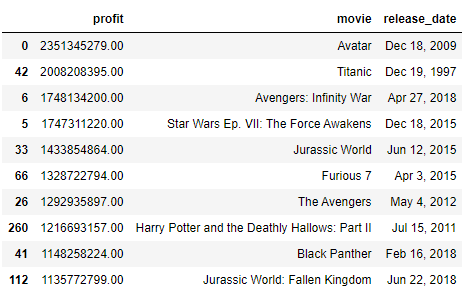 profit movie release_date
0 2351345279.00 Avatar Dec 18, 2009
42 2008208395.00 Titanic Dec 19, 1997
6 1748134200.00 Avengers: Infinity War Apr 27, 2018
5 1747311220.00 Star Wars Ep. VII: The Force Awakens Dec 18, 2015
33 1433854864.00 Jurassic World Jun 12, 2015
66 1328722794.00 Furious 7 Apr 3, 2015
26 1292935897.00 The Avengers May 4, 2012
260 1216693157.00 Harry Potter and the Deathly Hallows: Part II Jul 15, 2011
41 1148258224.00 Black Panther Feb 16, 2018
112 1135772799.00 Jurassic World: Fallen Kingdom Jun 22, 2018